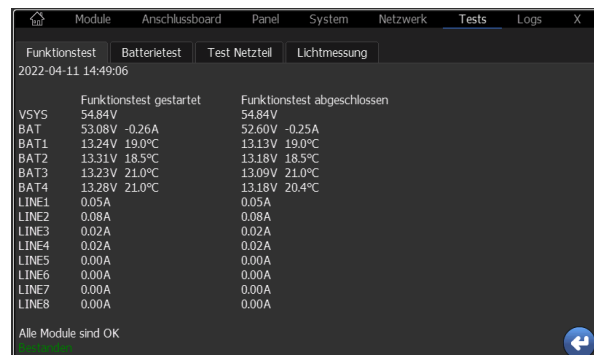 Module Anschlussboard Panel System Netzwerk Tests Logs X
Funktionstest Batterietest Test Netzteil Lichtmessung
2022-04-11 14:49:06
Funktionstest gestartet Funktionstest abgeschlossen
VSYS 54.84V 54.84V
BAT 53.08V -0.26A 52.60V -0.25A
BAT1 13.24V 19.0°C 13.13V 19.0°C
BAT2 13.31V 18.5°C 13.18V 18.5°C
BAT3 13.23V 21.0°C 13.09V 21.0°C
BAT4 13.28V 21.0°C 13.18V 20.4°C
LINE1 0.05A 0.05A
LINE2 0.08A 0.08A
LINE3 0.02A 0.02A
LINE4 0.02A 0.02A
LINE5 0.00A 0.00A
LINE6 0.00A 0.00A
LINE7 0.00A 0.00A
LINE8 0.00A 0.00A
Alle Module sind OK
Bestanden